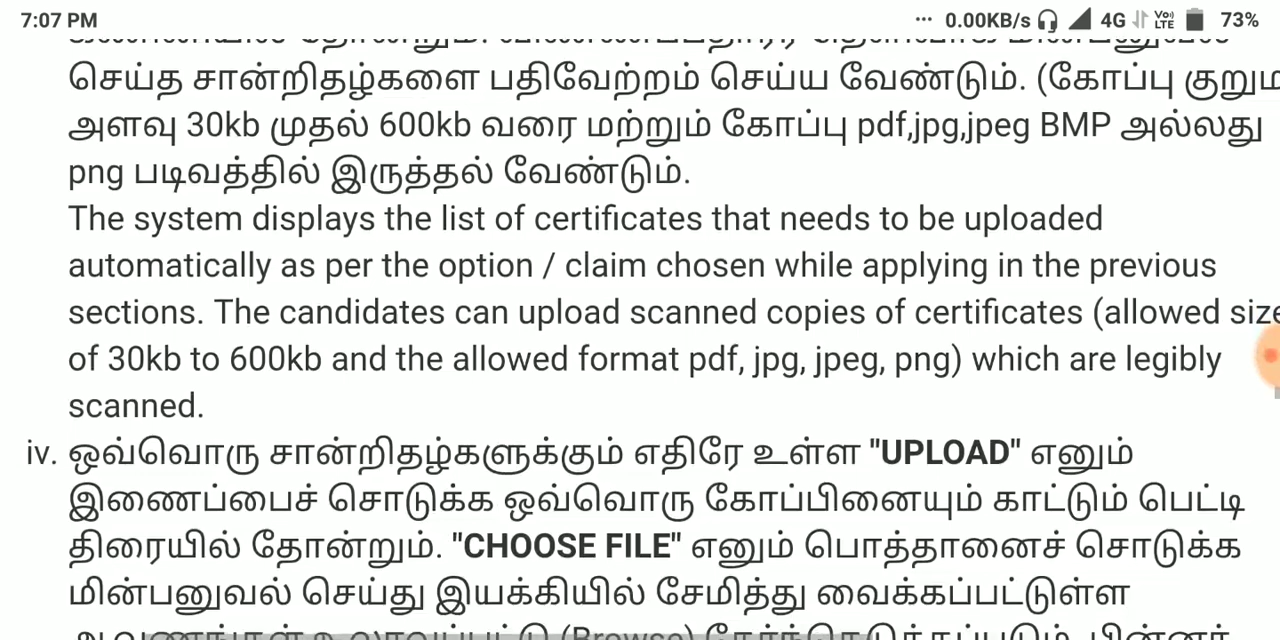 7:07 PM ... 0.00KB/s 4G Vo) LTE 73%
செய்த சான்றிதழ்களை பதிவேற்றம் செய்ய வேண்டும். (கோப்பு
அளவு 30kb முதல் 600kb வரை மற்றும் கோப்பு pdf,jpg,jpeg BMP அல்லது
png படிவத்தில் இருத்தல் வேண்டும்.
The system displays the list of certificates that needs to be uploaded
automatically as per the option / claim chosen while applying in the previous
sections. The candidates can upload scanned copies of certificates (allowed size
of 30kb to 600kb and the allowed format pdf, jpg, jpeg, png) which are legibly
scanned.
iv. ஒவ்வொரு சான்றிதழ்களுக்கும் எதிரே உள்ள "UPLOAD" எனும்
இணைப்பைச் சொடுக்க ஒவ்வொரு கோப்பினையும் காட்டும் பெட்டி
திரையில் தோன்றும். "CHOOSE FILE" எனும் பொத்தானைச் சொடுக்க
மின்பனுவல் செய்து இயக்கியில் சேமித்து வைக்கப்பட்டுள்ள
(Browse)